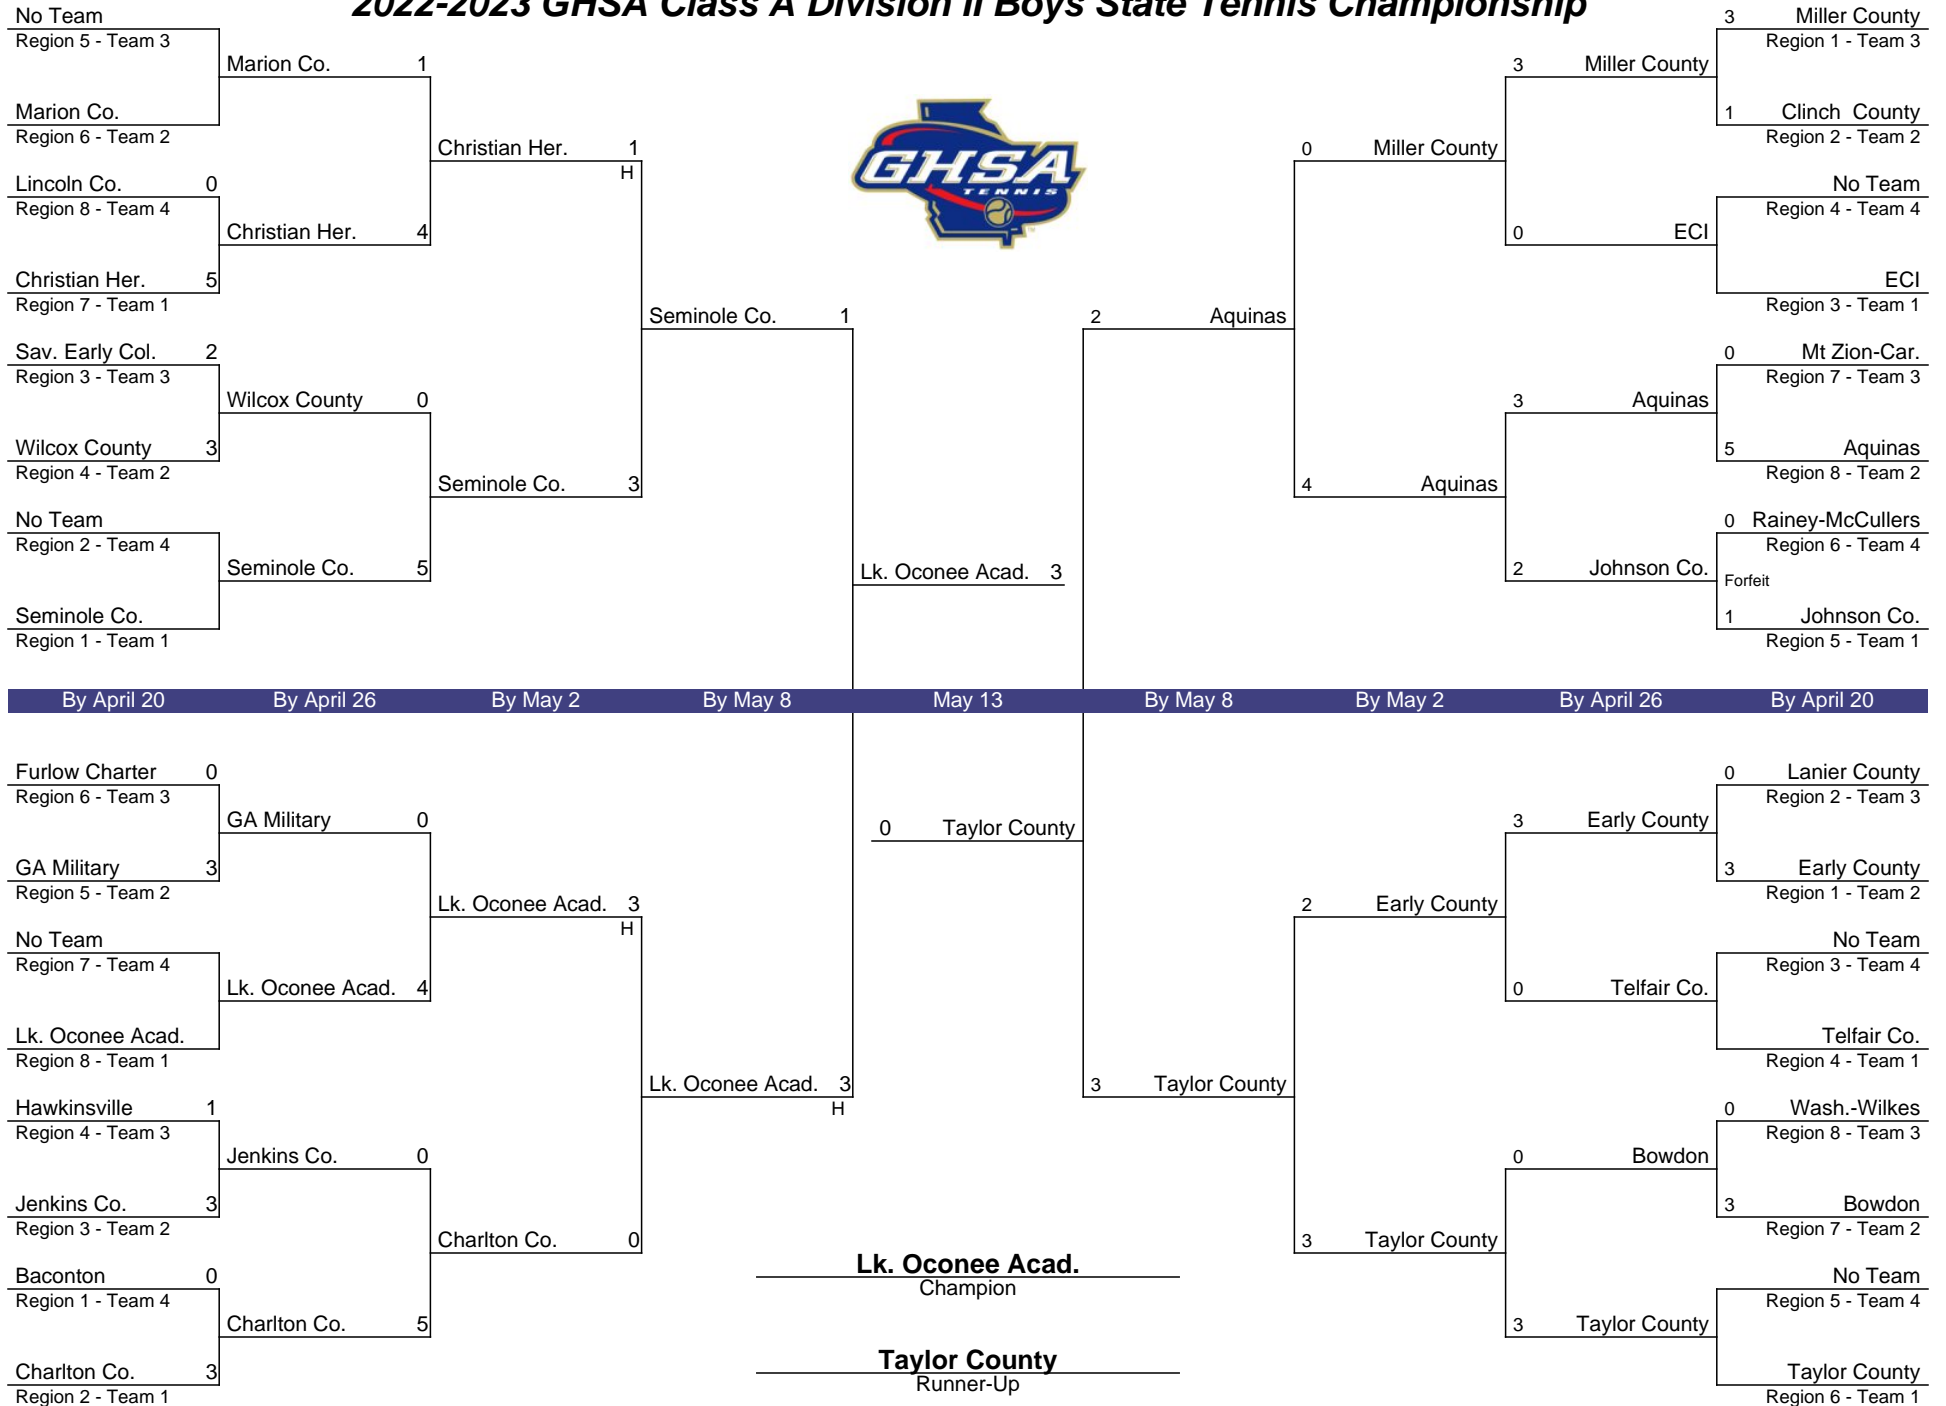 2022-2023 GHSA Class A Division II Boys State Tennis Championship
No Team
Region 5 - Team 3
Marion Co.
Region 6 - Team 2
Lincoln Co. 0
Region 8 - Team 4
Christian Her. 5
Region 7 - Team 1
Sav. Early Col. 2
Region 3 - Team 3
Wilcox County 3
Region 4 - Team 2
No Team
Region 2 - Team 4
Seminole Co.
Region 1 - Team 1
Marion Co. 1
Christian Her. 4
Wilcox County 0
Seminole Co. 5
Christian Her. 1
H
Seminole Co. 3
Seminole Co. 1
Lk. Oconee Acad. 3
GHSA
TENNIS
2 Aquinas
0 Miller County
4 Aquinas
3 Miller County
0 ECI
3 Aquinas
2 Johnson Co.
3 Miller County
Region 1 - Team 3
1 Clinch County
Region 2 - Team 2
No Team
Region 4 - Team 4
ECI
Region 3 - Team 1
0 Mt Zion-Car.
Region 7 - Team 3
5 Aquinas
Region 8 - Team 2
0 Rainey-McCullers
Region 6 - Team 4
Forfeit
1 Johnson Co.
Region 5 - Team 1
By April 20 By April 26 By May 2 By May 8 May 13 By May 8 By May 2 By April 26 By April 20
Furlow Charter 0
Region 6 - Team 3
GA Military 3
Region 5 - Team 2
No Team
Region 7 - Team 4
Lk. Oconee Acad.
Region 8 - Team 1
Hawkinsville 1
Region 4 - Team 3
Jenkins Co. 3
Region 3 - Team 2
Baconton 0
Region 1 - Team 4
Charlton Co. 3
Region 2 - Team 1
GA Military 0
Lk. Oconee Acad. 4
Jenkins Co. 0
Charlton Co. 5
Lk. Oconee Acad. 3
H
Charlton Co. 0
Lk. Oconee Acad. 3
H
0 Taylor County
3 Taylor County
2 Early County
3 Taylor County
3 Early County
0 Telfair Co.
0 Bowdon
3 Taylor County
0 Lanier County
Region 2 - Team 3
3 Early County
Region 1 - Team 2
No Team
Region 3 - Team 4
Telfair Co.
Region 4 - Team 1
0 Wash.-Wilkes
Region 8 - Team 3
3 Bowdon
Region 7 - Team 2
No Team
Region 5 - Team 4
Taylor County
Region 6 - Team 1
Lk. Oconee Acad.
Champion
Taylor County
Runner-Up